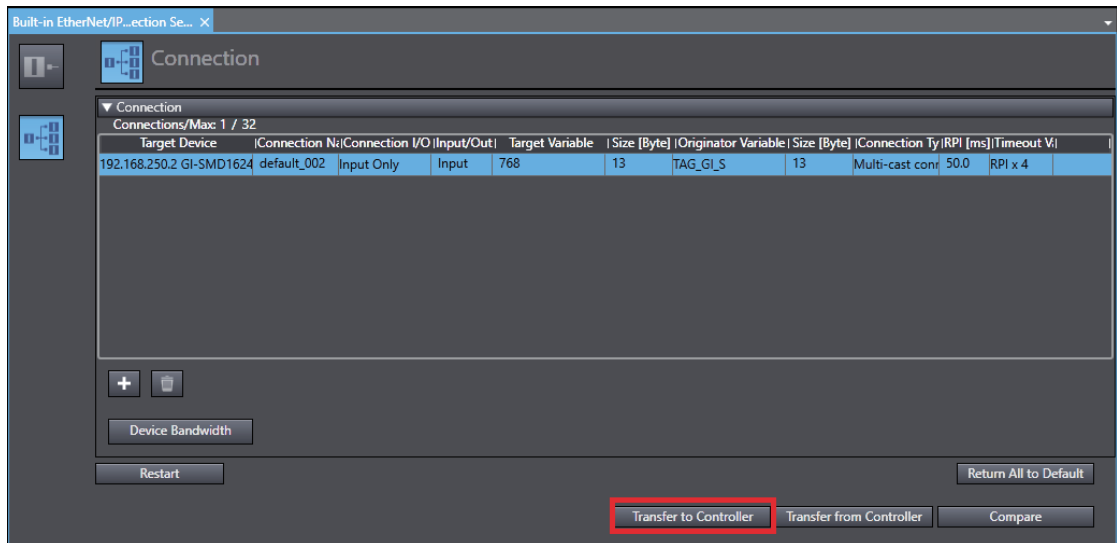 Built-in EtherNet/IP...ection Se... ×
Connection
▼ Connection
Connections/Max: 1 / 32
Target Device |Connection Na|Connection I/O |Input/Out| Target Variable | Size [Byte] |Originator Variable| Size [Byte] |Connection Ty|RPI [ms]|Timeout Va|
192.168.250.2 GI-SMD1624 default_002 Input Only Input 768 13 TAG_GI_S 13 Multi-cast conn 50.0 RPI x 4
+
Device Bandwidth
Restart Return All to Default
Transfer to Controller Transfer from Controller Compare